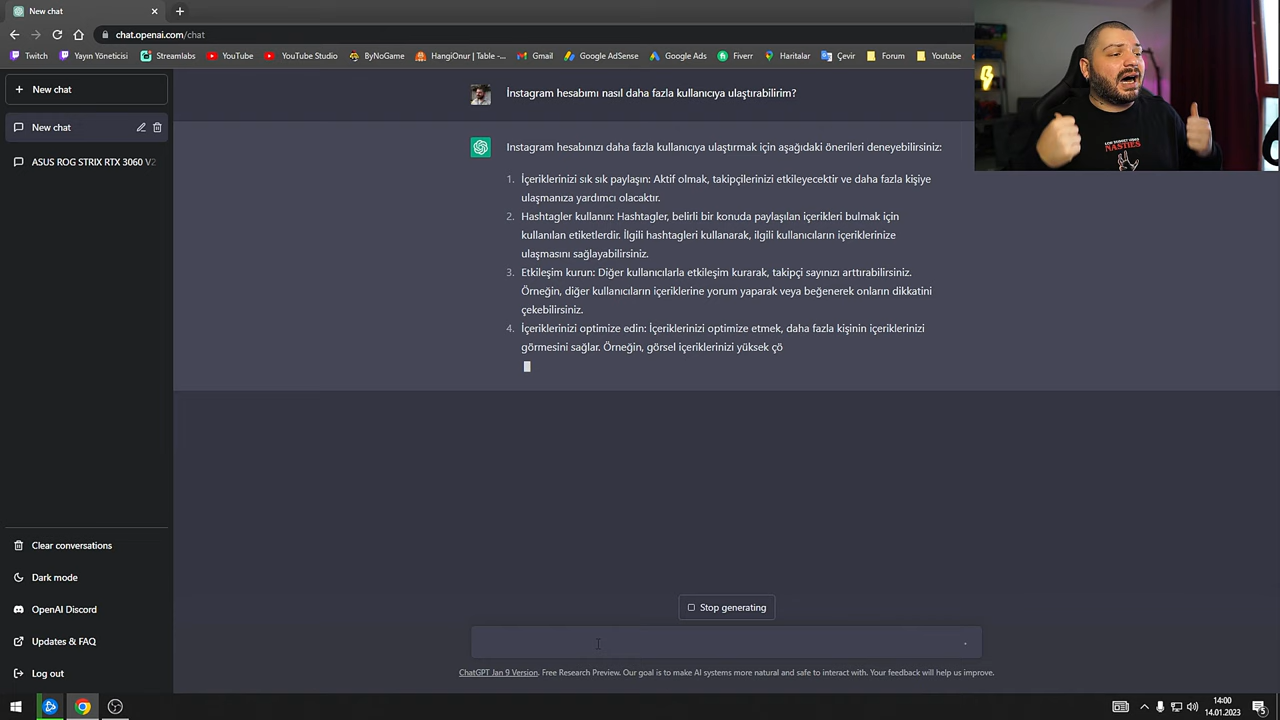 New chat
chat.openai.com/chat
Twitch
Yayın Yöneticisi
Streamlabs
YouTube
YouTube Studio
ByNoGame
HangiOnur | Table -...
Gmail
Google AdSense
Google Ads
Fiverr
Haritalar
Çevir
Forum
Youtube
New chat
New chat
ASUS ROG STRIX RTX 3060 V2
İnstagram hesabımı nasıl daha fazla kullanıcıya ulaştırabilirim?
Instagram hesabınızı daha fazla kullanıcıya ulaştırmak için aşağıdaki önerileri deneyebilirsiniz:
1. İçeriklerinizi sık sık paylaşın: Aktif olmak, takipçilerinizi etkileyecektir ve daha fazla kişiye
ulaşmanıza yardımcı olacaktır.
2. Hashtagler kullanın: Hashtagler, belirli bir konuda paylaşılan içerikleri bulmak için
kullanılan etiketlerdir. İlgili hashtagleri kullanarak, ilgili kullanıcıların içeriklerinize
ulaşmasını sağlayabilirsiniz.
3. Etkileşim kurun: Diğer kullanıcılarla etkileşim kurarak, takipçi sayınızı arttırabilirsiniz.
Örneğin, diğer kullanıcıların içeriklerine yorum yaparak veya beğenerek onların dikkatini
çekebilirsiniz.
4. İçeriklerinizi optimize edin: İçeriklerinizi optimize etmek, daha fazla kişinin içeriklerinizi
görmesini sağlar. Örneğin, görsel içeriklerinizi yüksek çö
Clear conversations
Dark mode
OpenAI Discord
Updates & FAQ
Log out
Stop generating
ChatGPT Jan 9 Version. Free Research Preview. Our goal is to make AI systems more natural and safe to interact with. Your feedback will help us improve.
NASTIES
14:00
14.01.2023